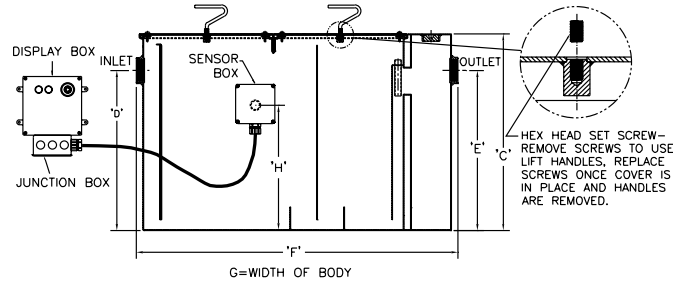 DISPLAY BOX
INLET
SENSOR
BOX
OUTLET
'D'
'H'
'E'
'C'
JUNCTION BOX
HEX HEAD SET SCREW-
REMOVE SCREWS TO USE
LIFT HANDLES, REPLACE
SCREWS ONCE COVER IS
IN PLACE AND HANDLES
ARE REMOVED.
'F'
G=WIDTH OF BODY